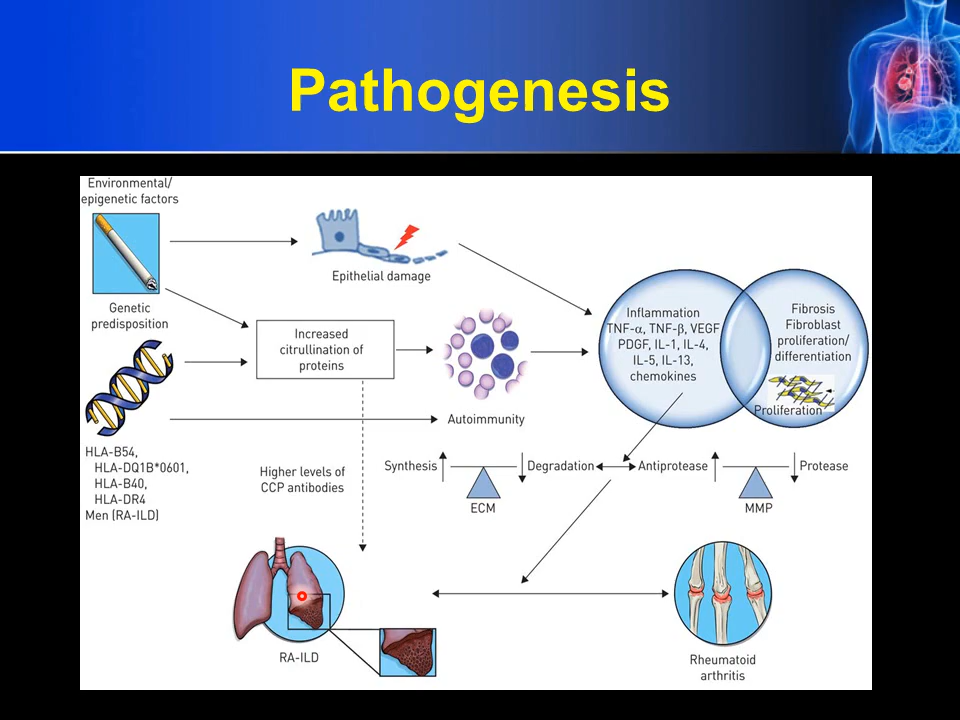 Pathogenesis
Environmental/
epigenetic factors
Epithelial damage
Genetic
predisposition
Increased
citrullination of
proteins
Autoimmunity
Inflammation
TNF-α, TNF-β, VEGF
PDGF, IL-1, IL-4,
IL-5, IL-13,
chemokines
Fibrosis
Fibroblast
proliferation/
differentiation
Proliferation
HLA-B54,
HLA-DQ1B*0601,
HLA-B40,
HLA-DR4
Men (RA-ILD)
Higher levels of
CCP antibodies
Synthesis
Degradation
ECM
Antiprotease
Protease
MMP
RA-ILD
Rheumatoid
arthritis